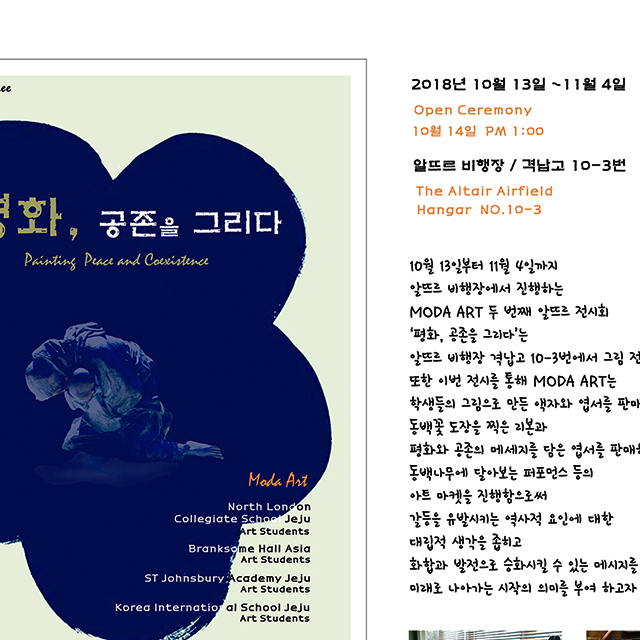 평화, 공존을 그리다
Painting Peace and Coexistence
Moda Art
North London
Collegiate School Jeju
Art Students
Branksome Hall Asia
Art Students
ST Johnsbury Academy Jeju
Art Students
Korea International School Jeju
Art Students
2018년 10월 13일 ~11월 4일
Open Ceremony
10월 14일 PM 1:00
알뜨르 비행장 / 격납고 10-3번
The Altair Airfield
Hangar NO.10-3
10월 13일부터 11월 4일까지
알뜨르 비행장에서 진행하는
MODA ART 두 번째 알뜨르 전시회
'평화, 공존을 그리다'는
알뜨르 비행장 격납고 10-3번에서 그림
또한 이번 전시를 통해 MODA ART는
학생들의 그림으로 만든 액자와 엽서를
동백꽃 도장을 찍은 리본과
평화와 공존의 메세지를 담은 엽서를
동백나무에 달아보는 퍼포먼스 등의
아트 마켓을 진행함으로써
갈등을 유발시키는 역사적 요인에 대한
대립적 생각을 좁히고
화합과 발전으로 승화시킬 수 있는 메시지를
미래로 나아가는 시작의 의미를 부여 하고자